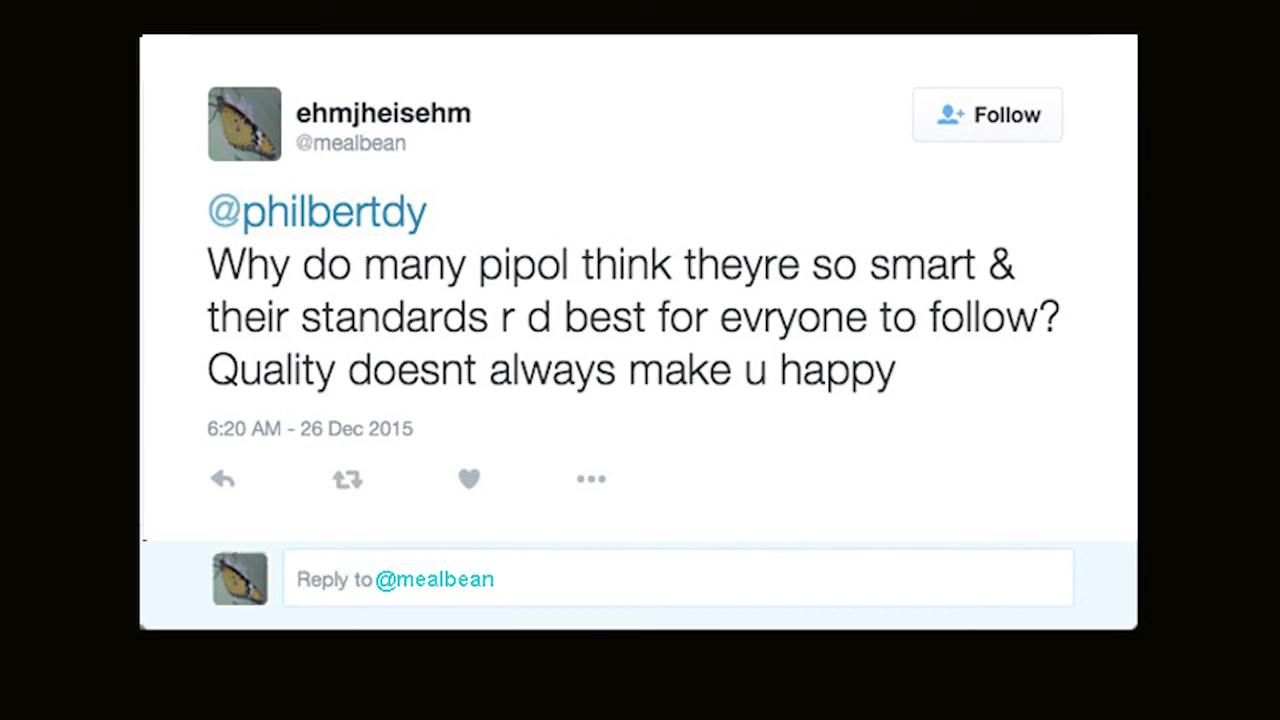 ehmjheisehm
@mealbean
Follow
@philbertdy
Why do many pipol think theyre so smart &
their standards r d best for evryone to follow?
Quality doesnt always make u happy
6:20 AM - 26 Dec 2015
Reply to @mealbean